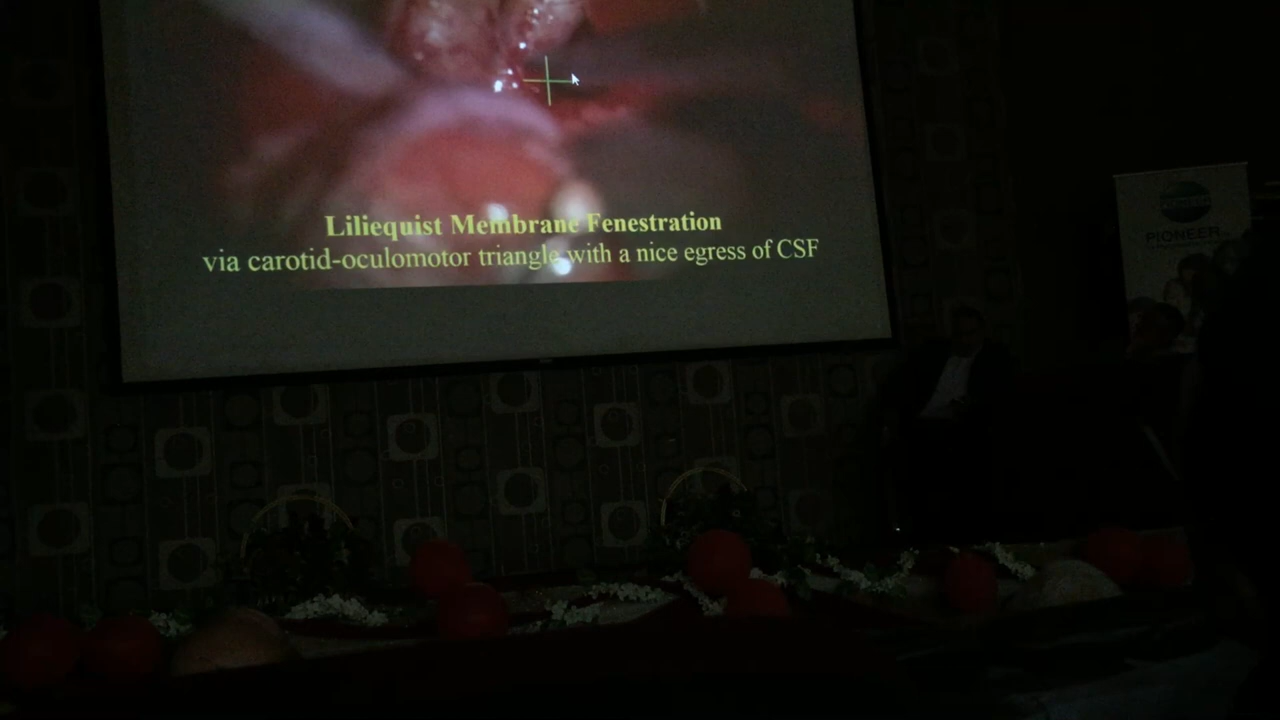 Liliequist Membrane Fenestration
via carotid-oculomotor triangle with a nice egress of CSF
PIONEER